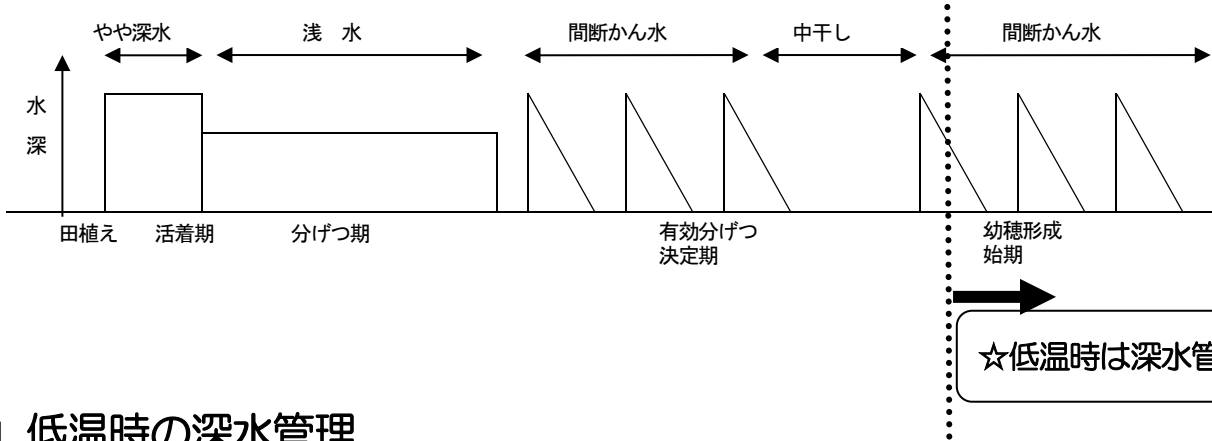 やや深水
浅 水
間断かん水
中干し
間断かん水
水
深
田植え
活着期
分げつ期
有効分げつ
決定期
幼穂形成
始期
☆低温時は深水管
低温時の深水管理